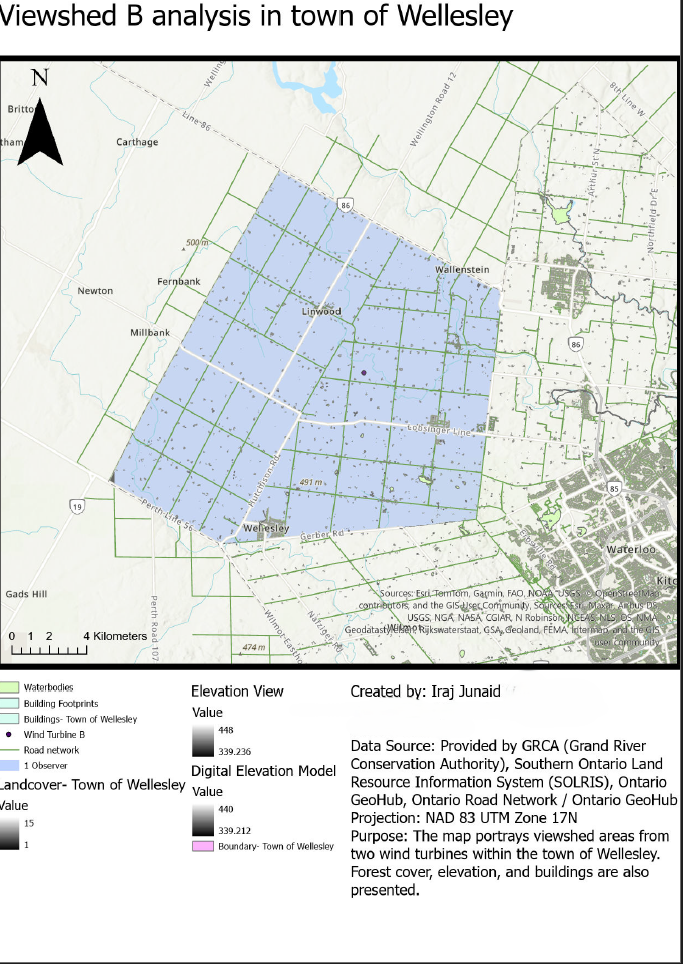 Viewshed B analysis in town of Wellesley
N
8th Line W
Wellington Road 12
Line 86
Carthage
Arthur St N
Northfield Dr E
86
500 m
Wallenstein
Fernbank
Newton
Linwood
Millbank
86
Lobsinger Line
491 m
Hutchison Rd
85
19
Perth Line 56
Wellesley
Gerber Rd
Waterloo
Gads Hill
Perth Road 107
Sources: Esri, TomTom, Garmin, FAO, NOAA, USGS, © OpenStreetMap
contributors, and the GIS User Community, Sources: Esri, Maxar, Airbus DS,
USGS, NGA, NASA, CGIAR, N Robinson, NCEAS, NLS, OS, NMA,
Geodatastyrelsen, Rijkswaterstaat, GSA, Geoland, FEMA, Intermap, and the GIS
user community
0 1 2 4 Kilometers
474 m
Waterbodies
Building Footprints
Buildings- Town of Wellesley
Wind Turbine B
Road network
1 Observer
Landcover- Town of Wellesley
Value
15
1
Elevation View
Value
448
339.236
Digital Elevation Model
Value
440
339.212
Boundary- Town of Wellesley
Created by: Iraj Junaid
Data Source: Provided by GRCA (Grand River
Conservation Authority), Southern Ontario Land
Resource Information System (SOLRIS), Ontario
GeoHub, Ontario Road Network / Ontario GeoHub
Projection: NAD 83 UTM Zone 17N
Purpose: The map portrays viewshed areas from
two wind turbines within the town of Wellesley.
Forest cover, elevation, and buildings are also
presented.